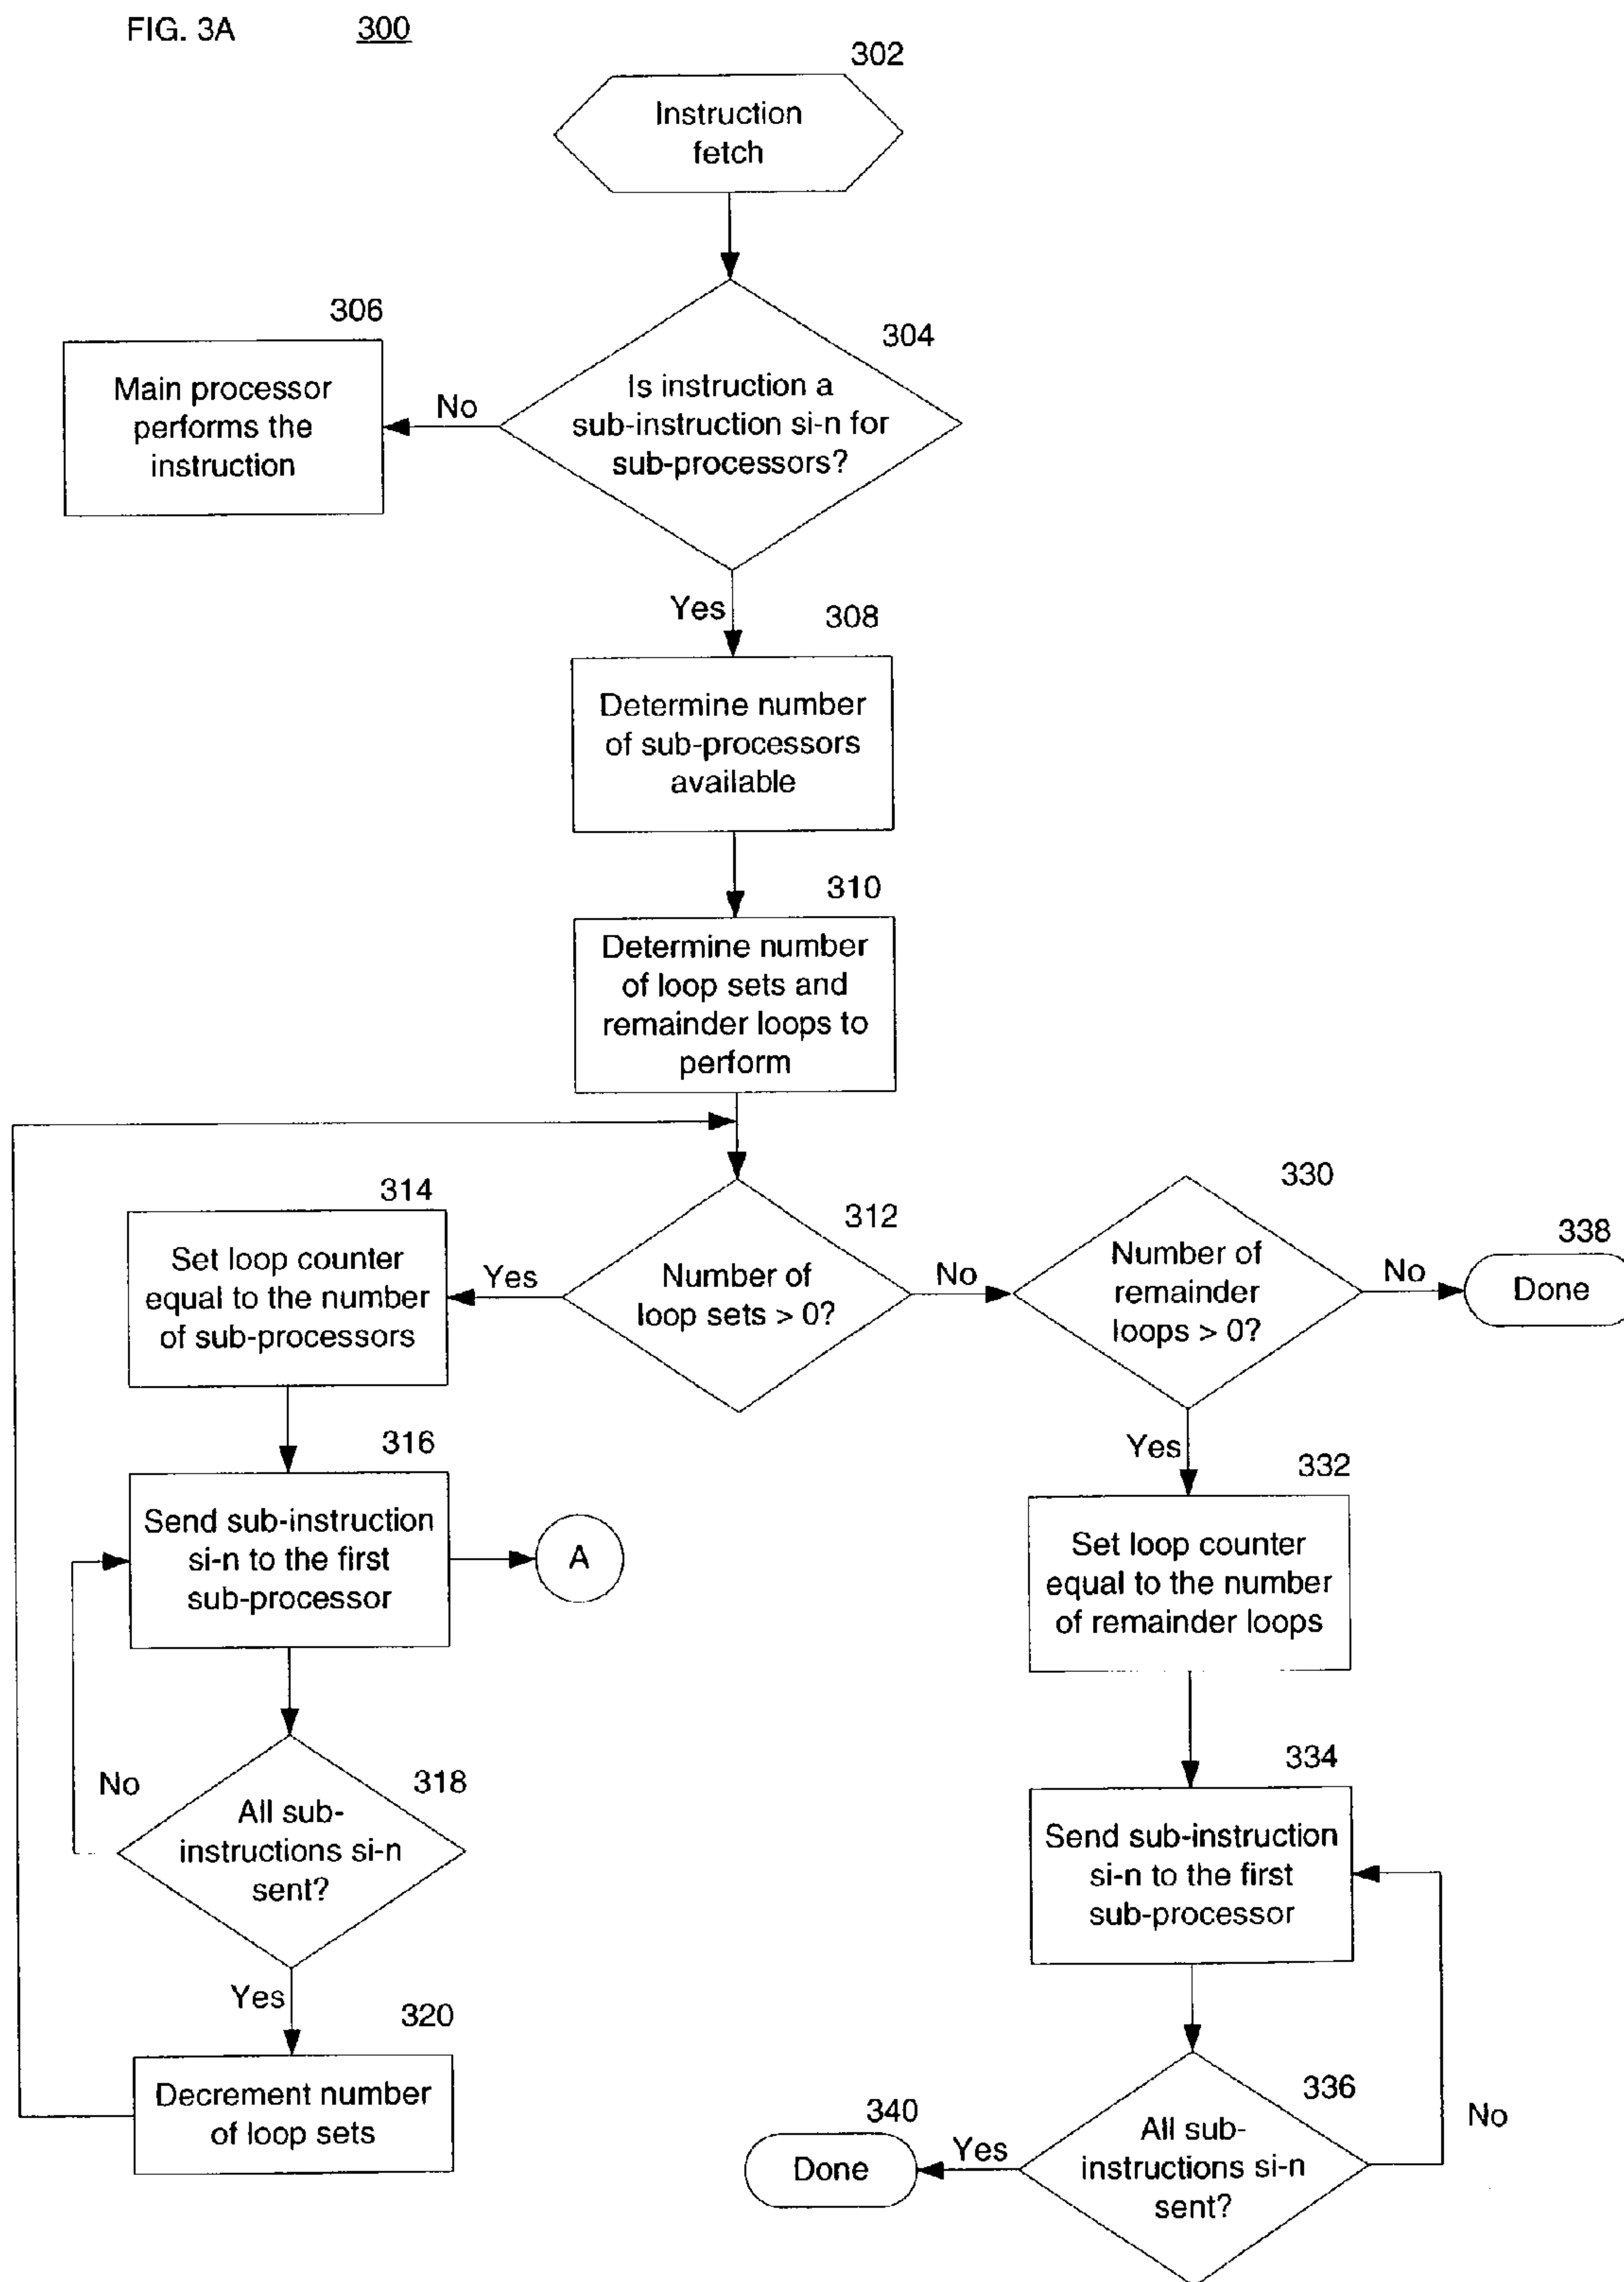 FIG. 3A
300
302
Instruction
fetch
306
304
Main processor
performs the
instruction
No
Is instruction a
sub-instruction si-n for
sub-processors?
Yes
308
Determine number
of sub-processors
available
310
Determine number
of loop sets and
remainder loops to
perform
314
312
330
338
Set loop counter
equal to the number
of sub-processors
Yes
Number of
loop sets > 0?
No
Number of
remainder
loops > 0?
No
Done
316
Yes
332
Send sub-instruction
si-n to the first
sub-processor
A
Set loop counter
equal to the number
of remainder loops
334
No
318
All sub-
instructions si-n
sent?
Send sub-instruction
si-n to the first
sub-processor
Yes
320
Decrement number
of loop sets
340
336
Done
Yes
All sub-
instructions si-n
sent?
No